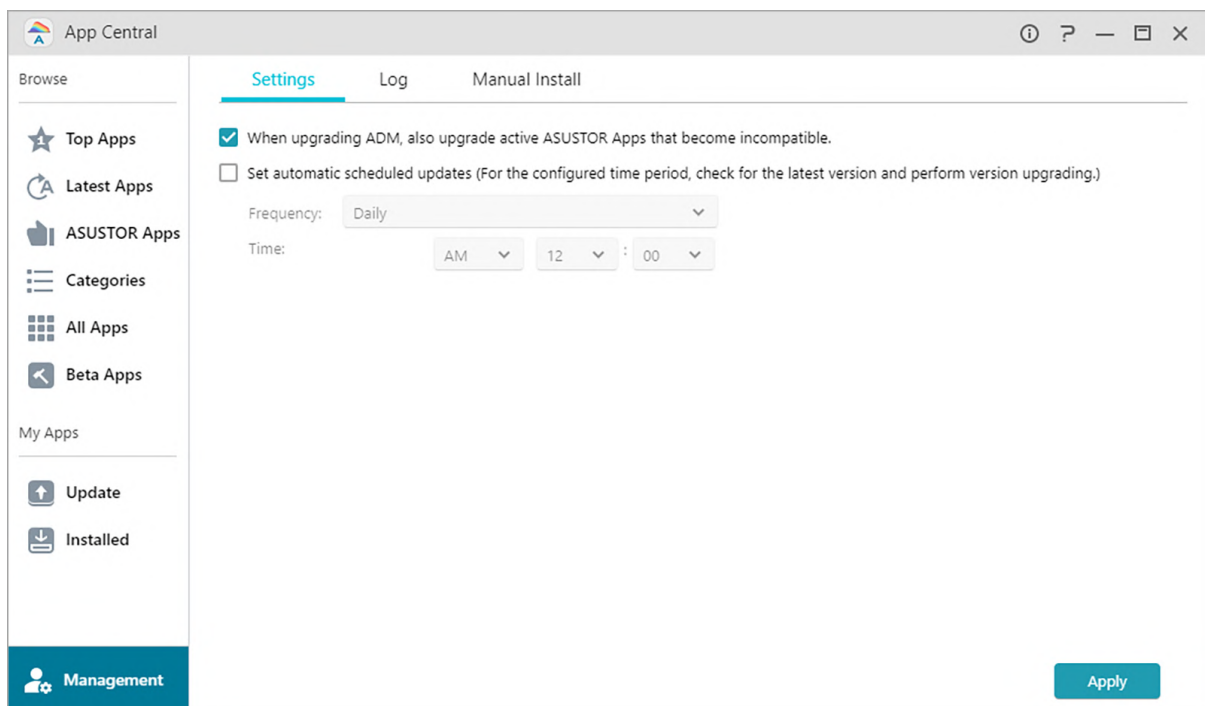 App Central
Browse
Top Apps
Latest Apps
ASUSTOR Apps
Categories
All Apps
Beta Apps
My Apps
Update
Installed
Management
Settings Log Manual Install
When upgrading ADM, also upgrade active ASUSTOR Apps that become incompatible.
Set automatic scheduled updates (For the configured time period, check for the latest version and perform version upgrading.)
Frequency: Daily
Time: AM 12 : 00
Apply